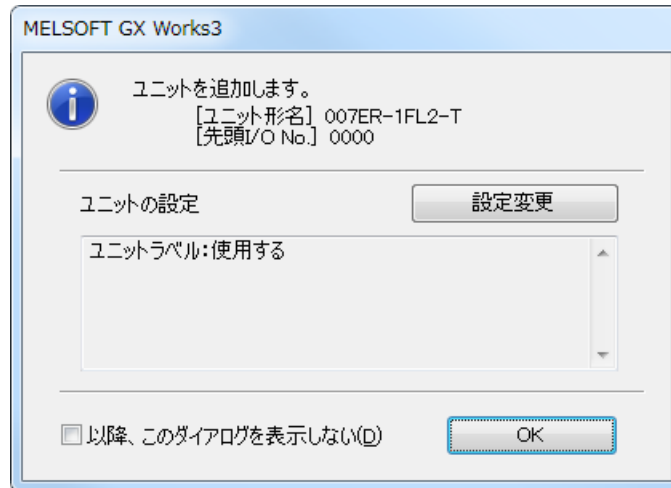 MELSOFT GX Works3
ユニットを追加します。
[ユニット形名] 007ER-1FL2-T
[先頭I/O No.] 0000
ユニットの設定
設定変更
ユニットラベル:使用する
以降、このダイアログを表示しない(D)
OK